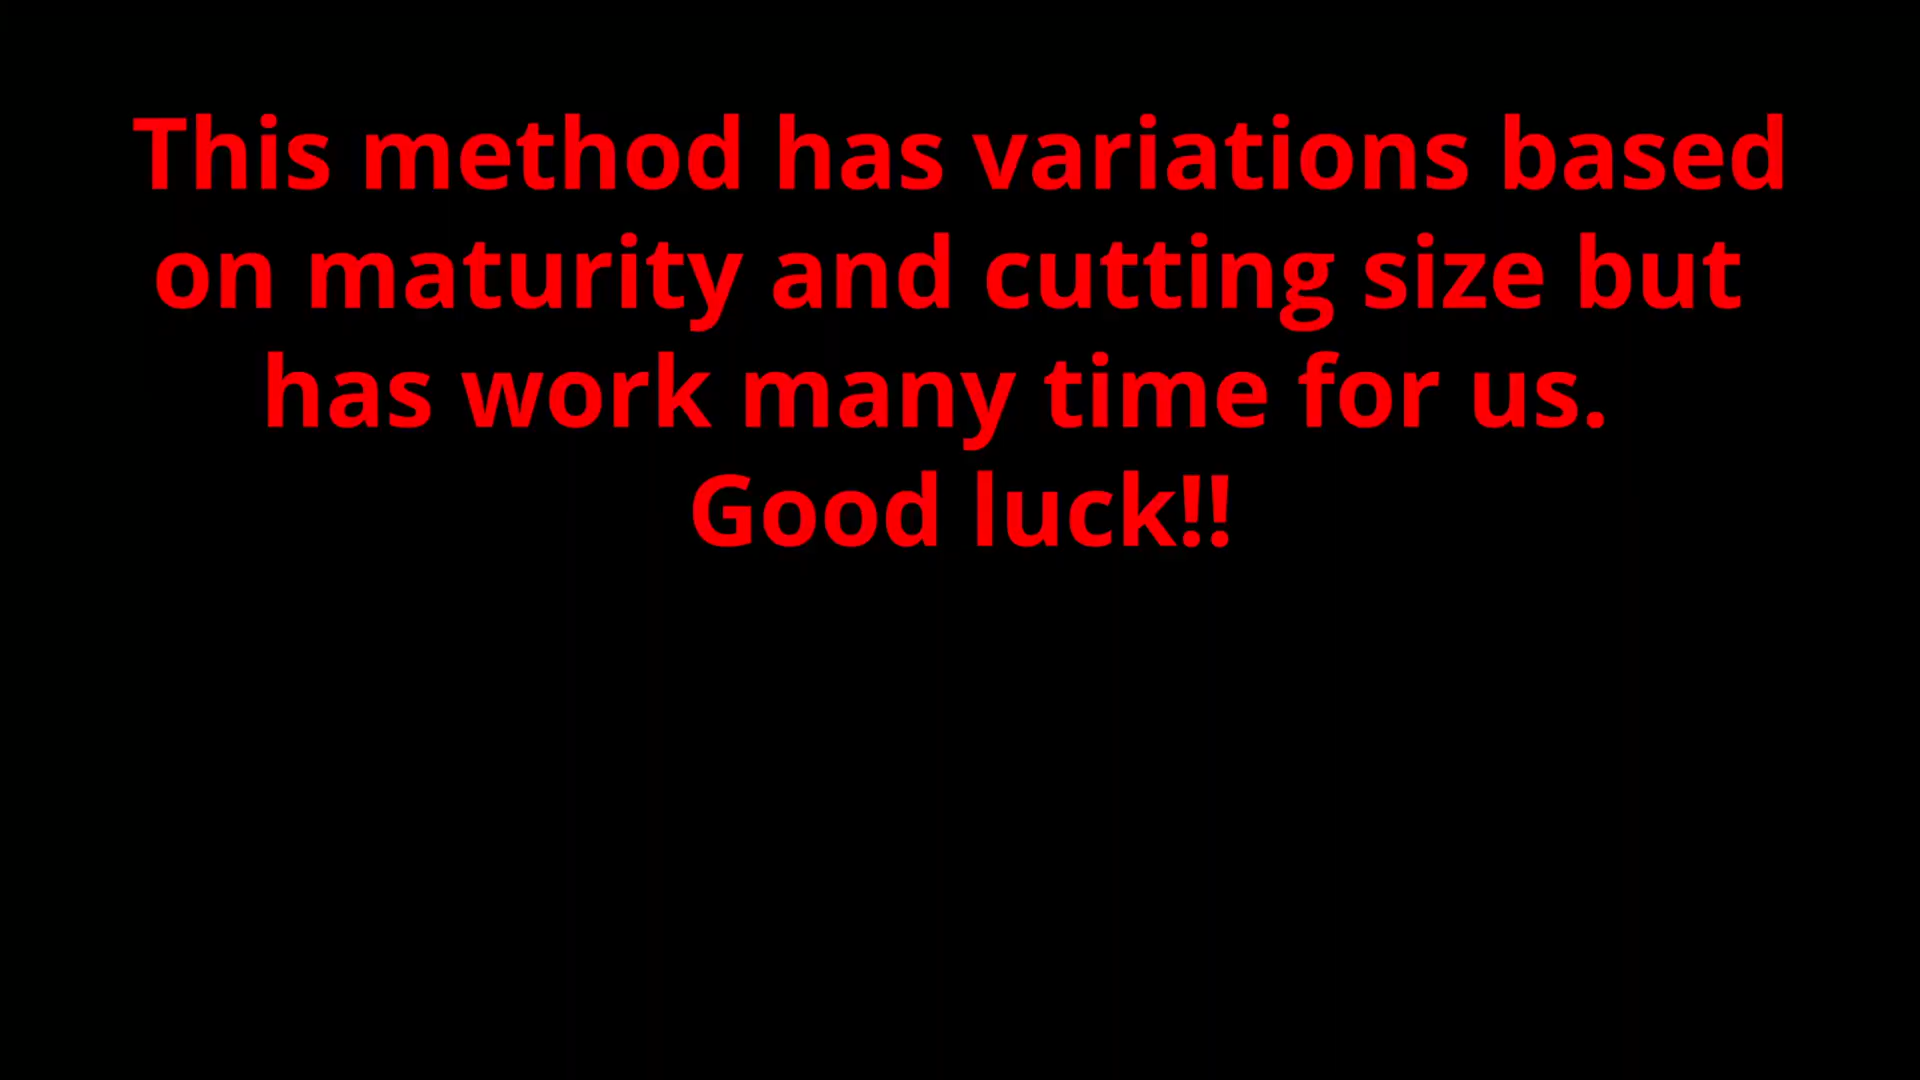 This method has variations based
on maturity and cutting size but
has work many time for us.
Good luck!!